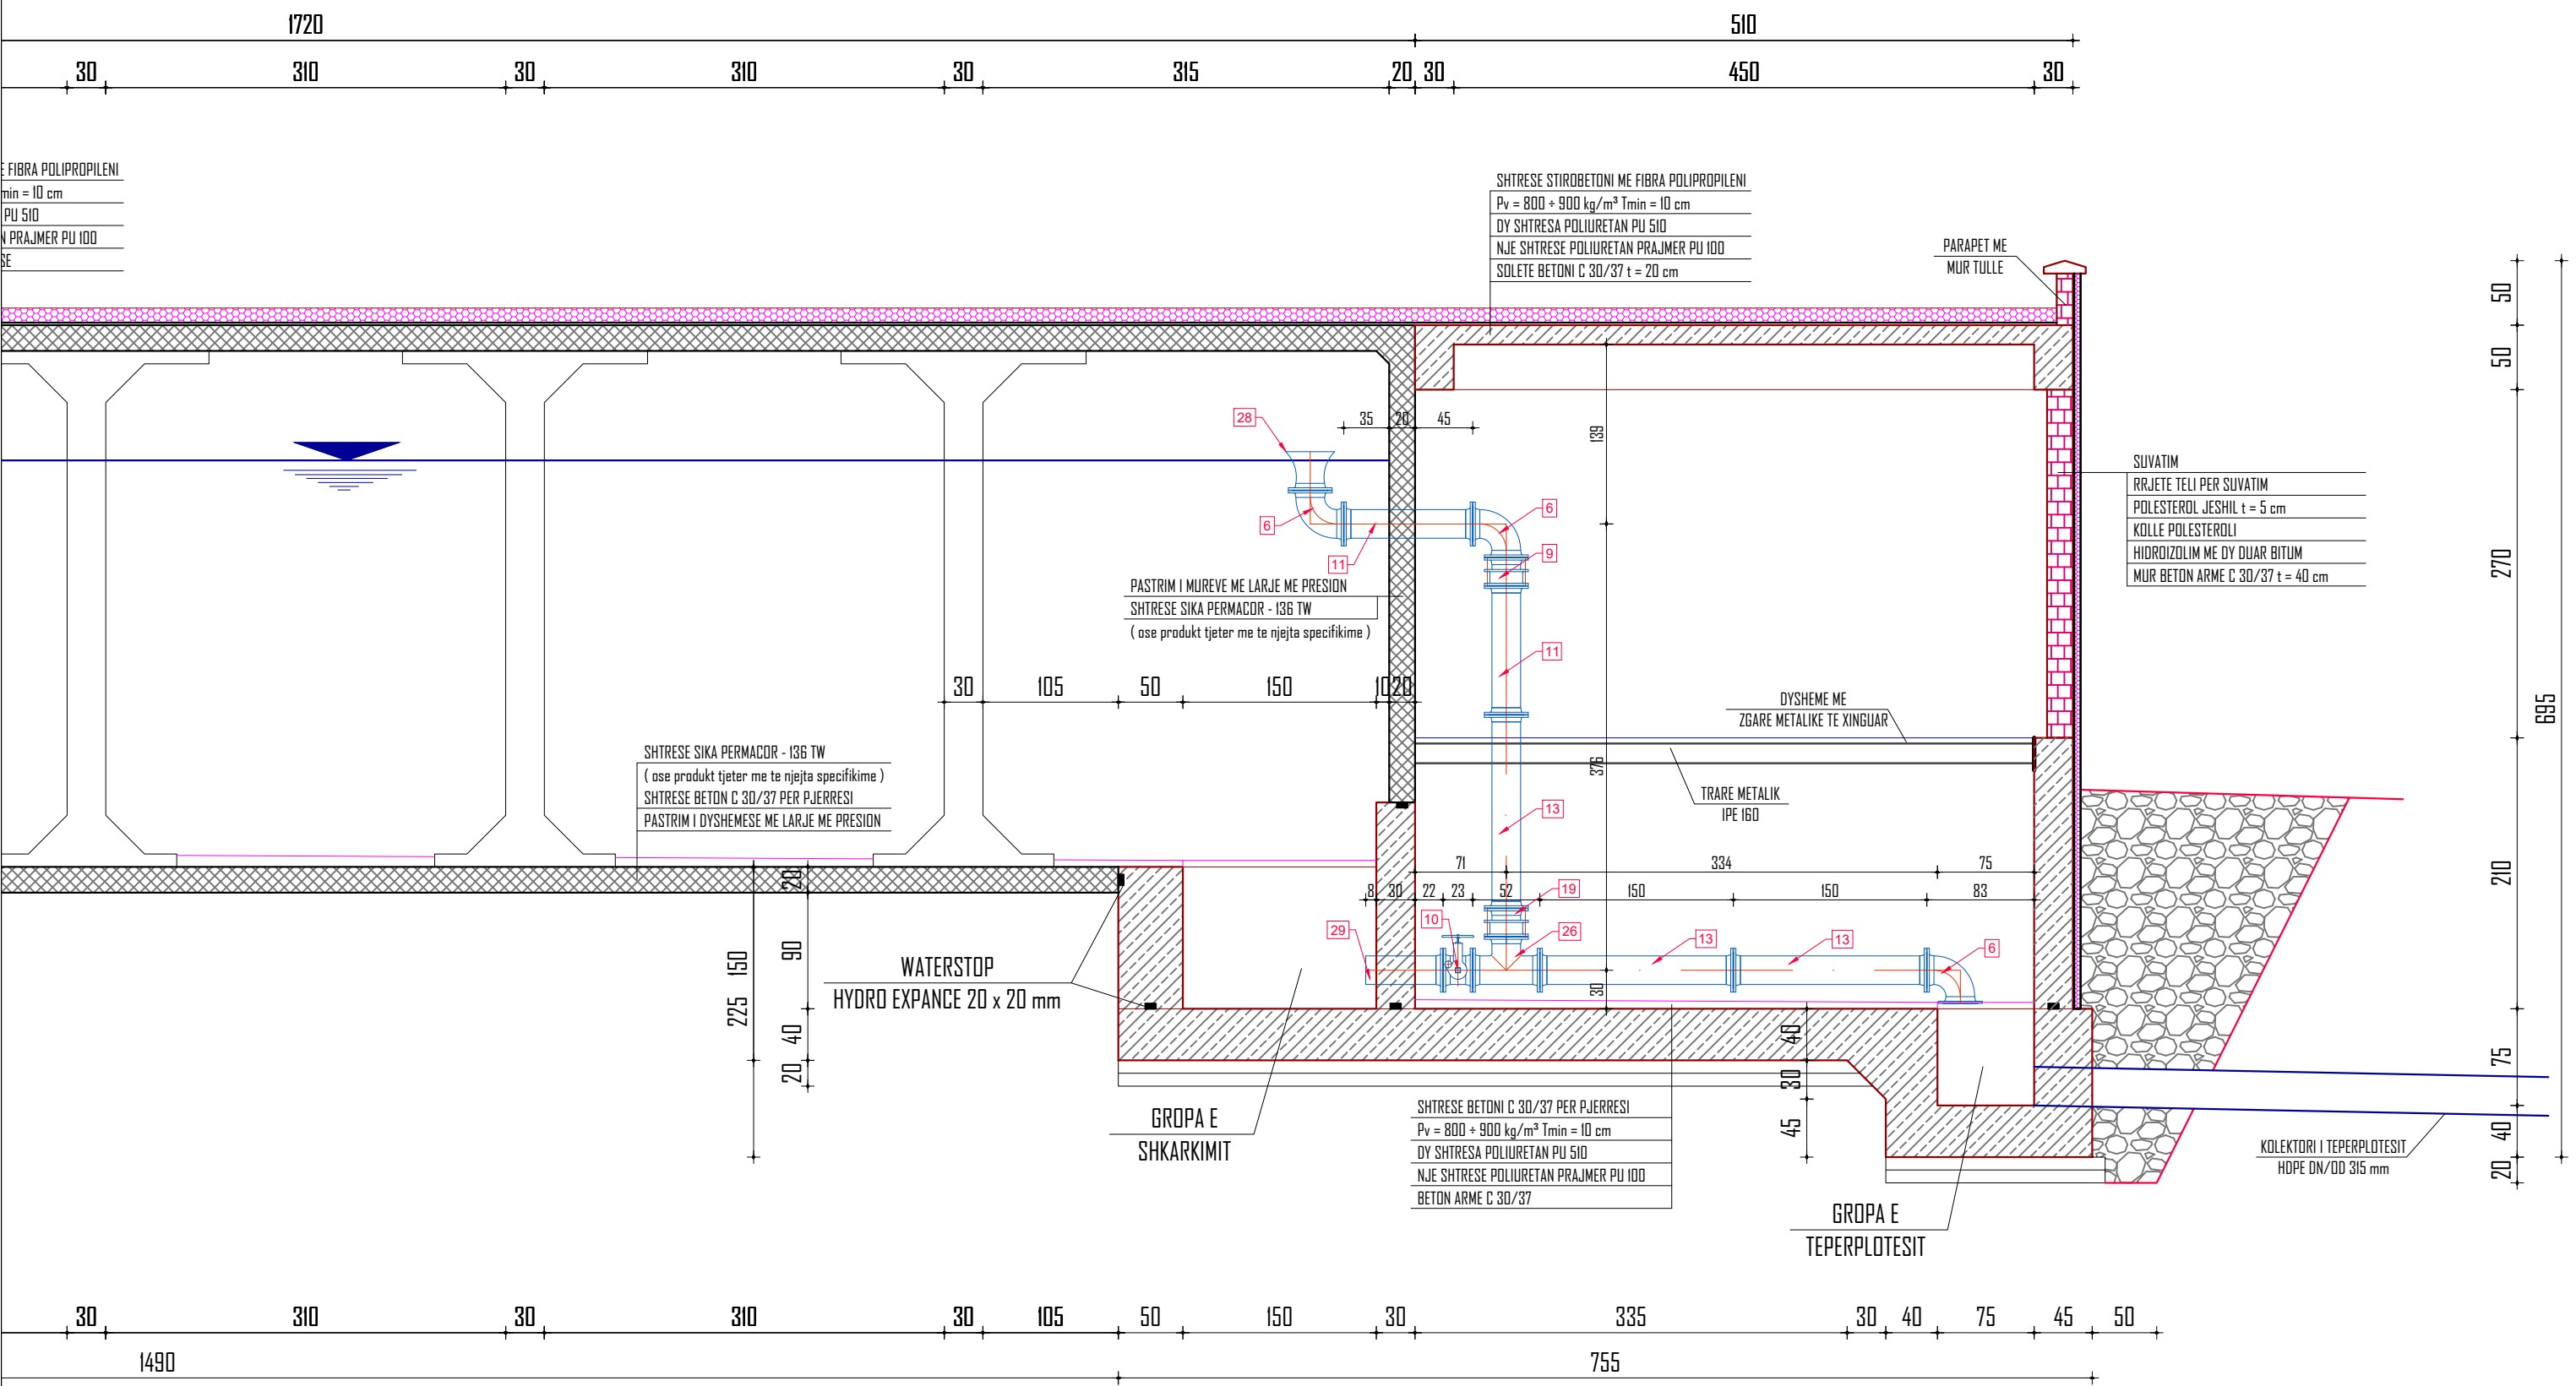 1720
510
30
310
30
310
30
315
20
30
450
30
E FIBRA POLIPROPILENI
min = 10 cm
PU 510
N PRAJMER PU 100
SE
SHTRESE STIROBETONI ME FIBRA POLIPROPILENI
Pv = 800 ÷ 900 kg/m³ Tmin = 10 cm
DY SHTRESA POLIURETAN PU 510
NJE SHTRESE POLIURETAN PRAJMER PU 100
SOLETE BETONI C 30/37 t = 20 cm
PARAPET ME
MUR TULLE
50
50
270
210
75
40
20
695
28
35
20
45
139
6
6
11
9
SUVATIM
RRJETE TELI PER SUVATIM
POLESTEROL JESHIL t = 5 cm
KOLLE POLESTEROLI
HIDROIZOLIM ME DY DUAR BITUM
MUR BETON ARME C 30/37 t = 40 cm
PASTRIM I MUREVE ME LARJE ME PRESION
SHTRESE SIKA PERMACOR - 136 TW
( ose produkt tjeter me te njejta specifikime )
11
30
105
50
150
10
20
DYSHEME ME
ZGARE METALIKE TE XINGUAR
SHTRESE SIKA PERMACOR - 136 TW
( ose produkt tjeter me te njejta specifikime )
SHTRESE BETON C 30/37 PER PJERRESI
PASTRIM I DYSHEMESE ME LARJE ME PRESION
376
TRARE METALIK
IPE 160
13
71
334
75
8
30
22
23
52
150
150
83
19
10
29
26
13
13
6
30
20
90
40
20
150
225
WATERSTOP
HYDRO EXPANCE 20 x 20 mm
40
30
45
GROPA E
SHKARKIMIT
SHTRESE BETONI C 30/37 PER PJERRESI
Pv = 800 ÷ 900 kg/m³ Tmin = 10 cm
DY SHTRESA POLIURETAN PU 510
NJE SHTRESE POLIURETAN PRAJMER PU 100
BETON ARME C 30/37
KOLEKTORI I TEPERPLOTESIT
HDPE DN/OD 315 mm
GROPA E
TEPERPLOTESIT
30
310
30
310
30
105
50
150
30
335
30
40
75
45
50
1490
755